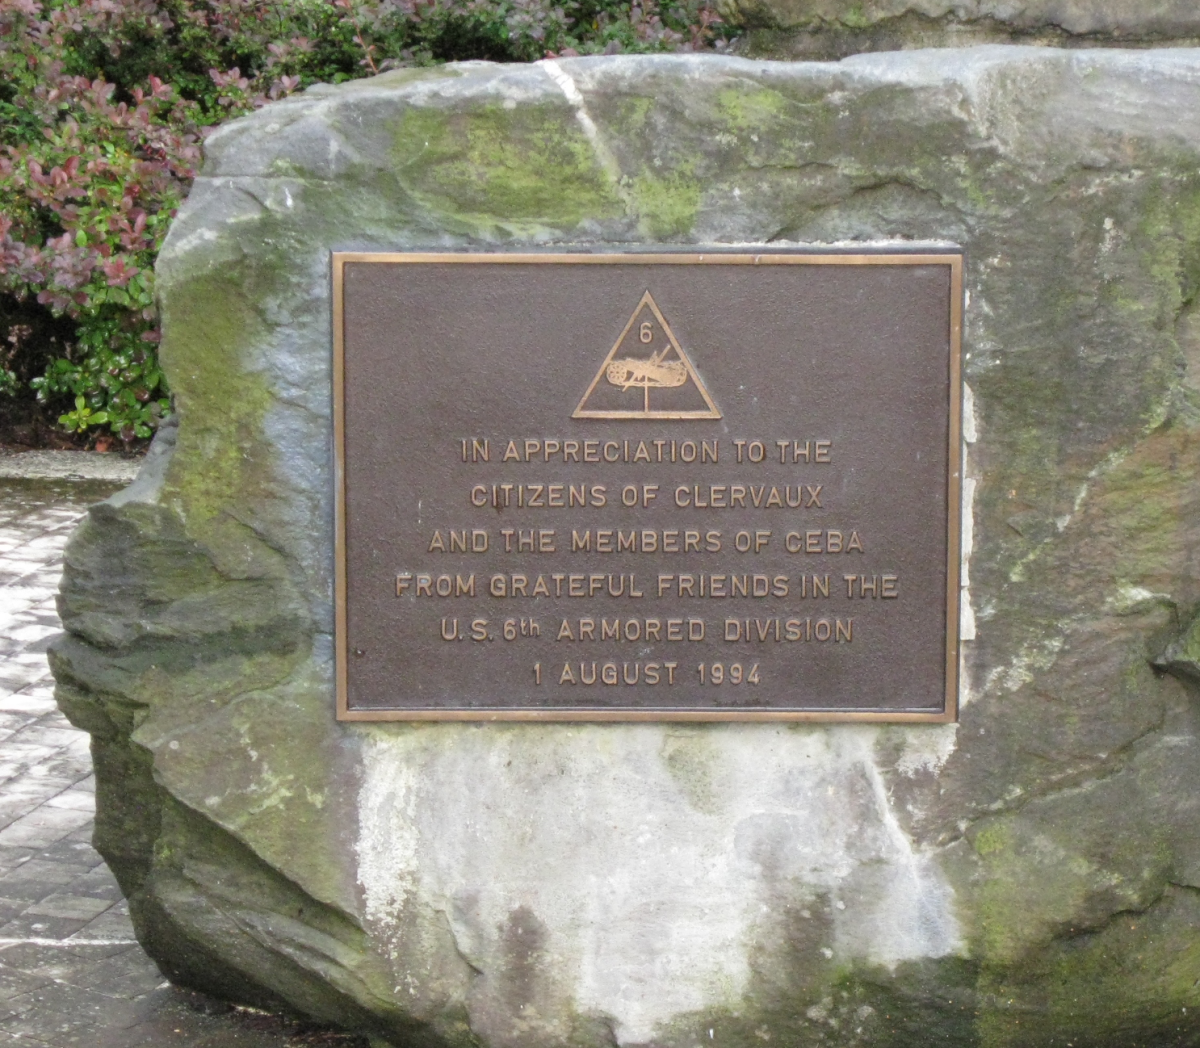 6
IN APPRECIATION TO THE
CITIZENS OF CLERVAUX
AND THE MEMBERS OF CEBA
FROM GRATEFUL FRIENDS IN THE
U.S. 6th ARMORED DIVISION
1 AUGUST 1994